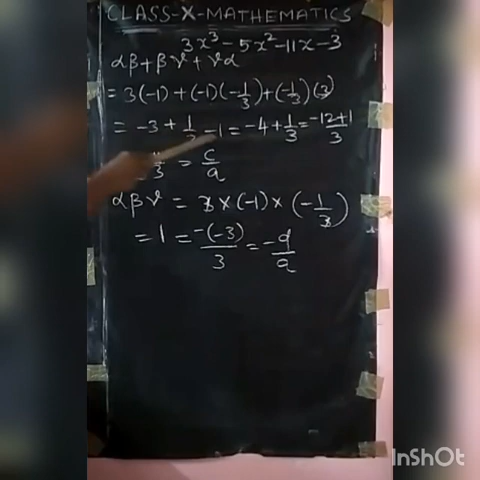 CLASS-X-MATHEMATICS
3x³-5x²-11x-3
αβ+βγ+γα
= 3(-1)+(-1)(-1/3)+(-1/3)(3)
= -3+1/3-1=-4+1/3=-12+1/3
/3 = c/a
αβγ = 3×(-1)×(-1/3)
= 1 = -(-3)/3 = -d/a
InShOt